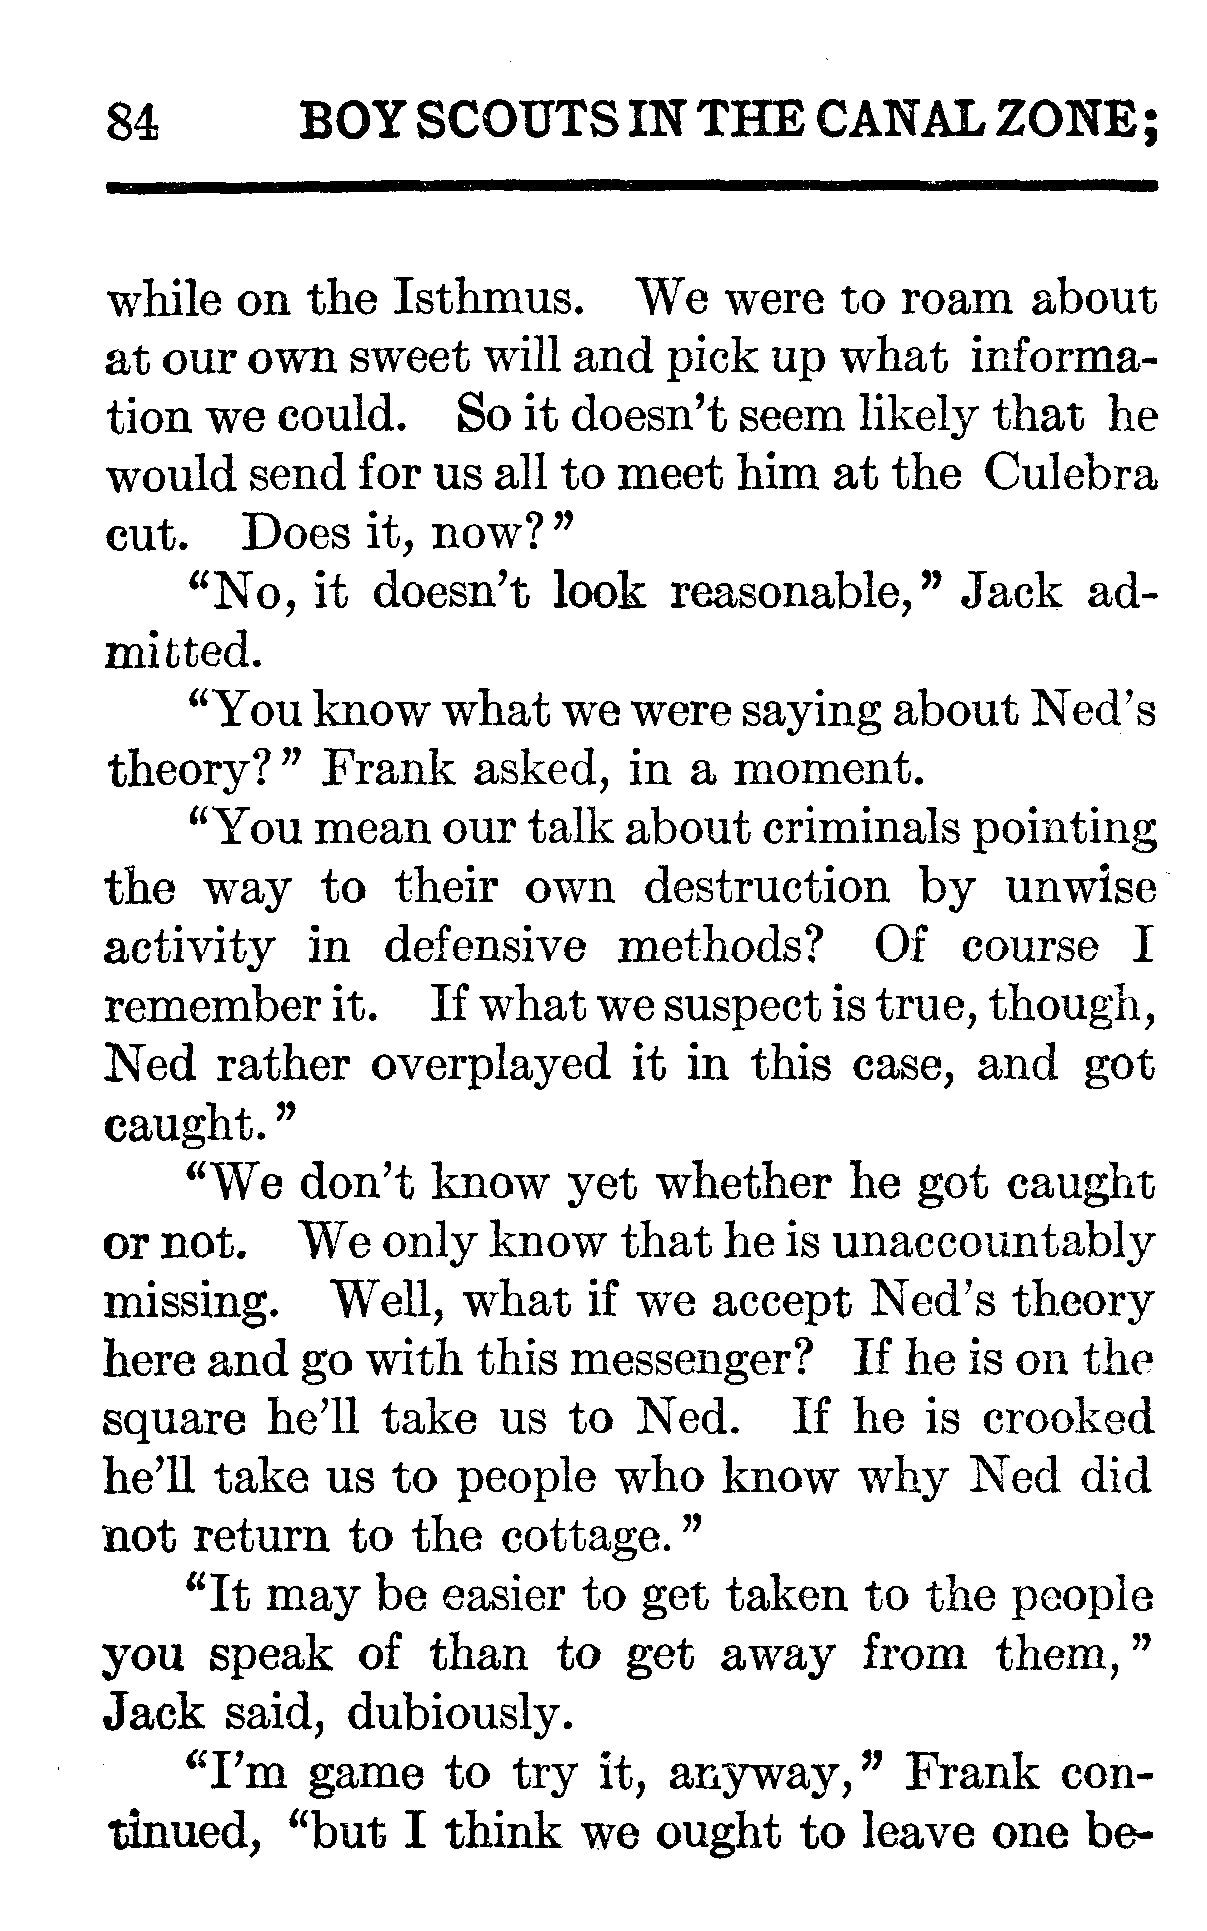 84 BOY SCOUTS IN THE CANAL ZONE;
while on the Isthmus. We were to roam about
at our own sweet will and pick up what informa-
tion we could. So it doesn't seem likely that he
would send for us all to meet him at the Culebra
cut. Does it, now?"
"No, it doesn't look reasonable," Jack ad-
mitted.
"You know what we were saying about Ned's
theory?" Frank asked, in a moment.
"You mean our talk about criminals pointing
the way to their own destruction by unwise
activity in defensive methods? Of course I
remember it. If what we suspect is true, though,
Ned rather overplayed it in this case, and got
caught."
"We don't know yet whether he got caught
or not. We only know that he is unaccountably
missing. Well, what if we accept Ned's theory
here and go with this messenger? If he is on the
square he'll take us to Ned. If he is crooked
he'll take us to people who know why Ned did
not return to the cottage."
"It may be easier to get taken to the people
you speak of than to get away from them,"
Jack said, dubiously.
"I'm game to try it, anyway," Frank con-
tinued, "but I think we ought to leave one be-